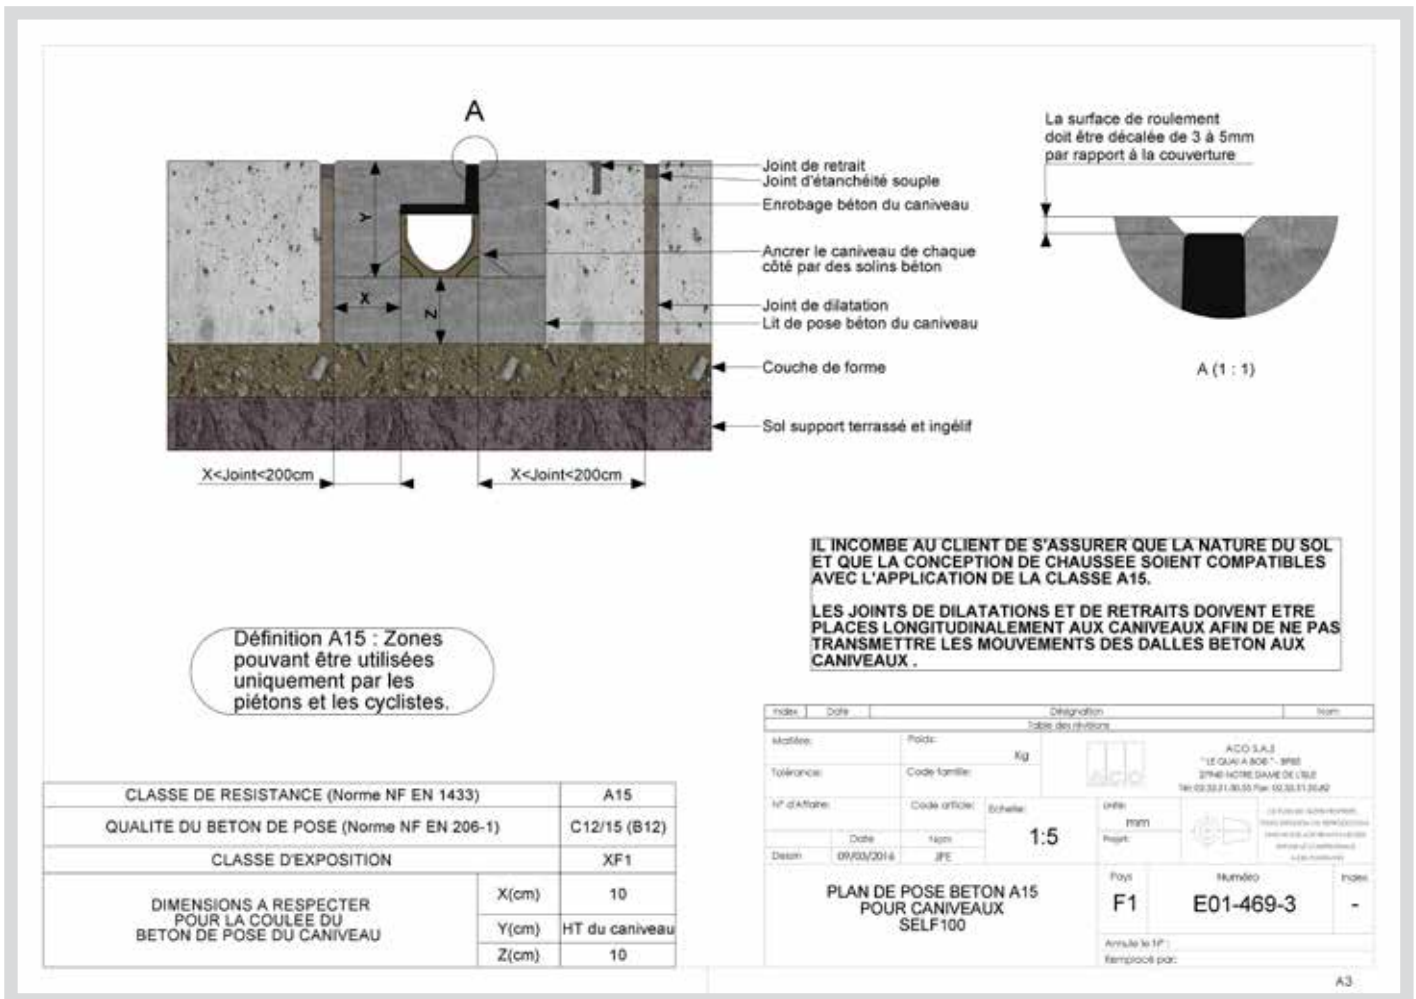 A
La surface de roulement
doit être décalée de 3 à 5mm
par rapport à la couverture
Joint de retrait
Joint d'étanchéité souple
Enrobage béton du caniveau
Ancrer le caniveau de chaque
côté par des solins béton
Joint de dilatation
Lit de pose béton du caniveau
Couche de forme
Sol support terrassé et ingélif
Y
X
Z
X<Joint<200cm
X<Joint<200cm
A (1 : 1)
IL INCOMBE AU CLIENT DE S'ASSURER QUE LA NATURE DU SOL
ET QUE LA CONCEPTION DE CHAUSSEE SOIENT COMPATIBLES
AVEC L'APPLICATION DE LA CLASSE A15.
LES JOINTS DE DILATATIONS ET DE RETRAITS DOIVENT ETRE
PLACES LONGITUDINALEMENT AUX CANIVEAUX AFIN DE NE PAS
TRANSMETTRE LES MOUVEMENTS DES DALLES BETON AUX
CANIVEAUX .
Définition A15 : Zones
pouvant être utilisées
uniquement par les
piétons et les cyclistes.
CLASSE DE RESISTANCE (Norme NF EN 1433) A15
QUALITE DU BETON DE POSE (Norme NF EN 206-1) C12/15 (B12)
CLASSE D'EXPOSITION XF1
DIMENSIONS A RESPECTER
POUR LA COULEE DU
BETON DE POSE DU CANIVEAU
X(cm) 10
Y(cm) HT du caniveau
Z(cm) 10
Index Date Désignation Nom
Table des révisions
Matière: Poids: Kg
Tolérance: Code famille:
N° d'Affaire: Code article: Echelle: 1:5
Date Nom
Dessin 09/03/2016 JPE
ACO
ACO S.A.S
27940 NOTRE DAME DE L'ISLE
Unité: mm
Projet:
PLAN DE POSE BETON A15
POUR CANIVEAUX
SELF100
Pays Numéro Index
F1 E01-469-3 -
Annule le N° :
Remplacé par:
A3